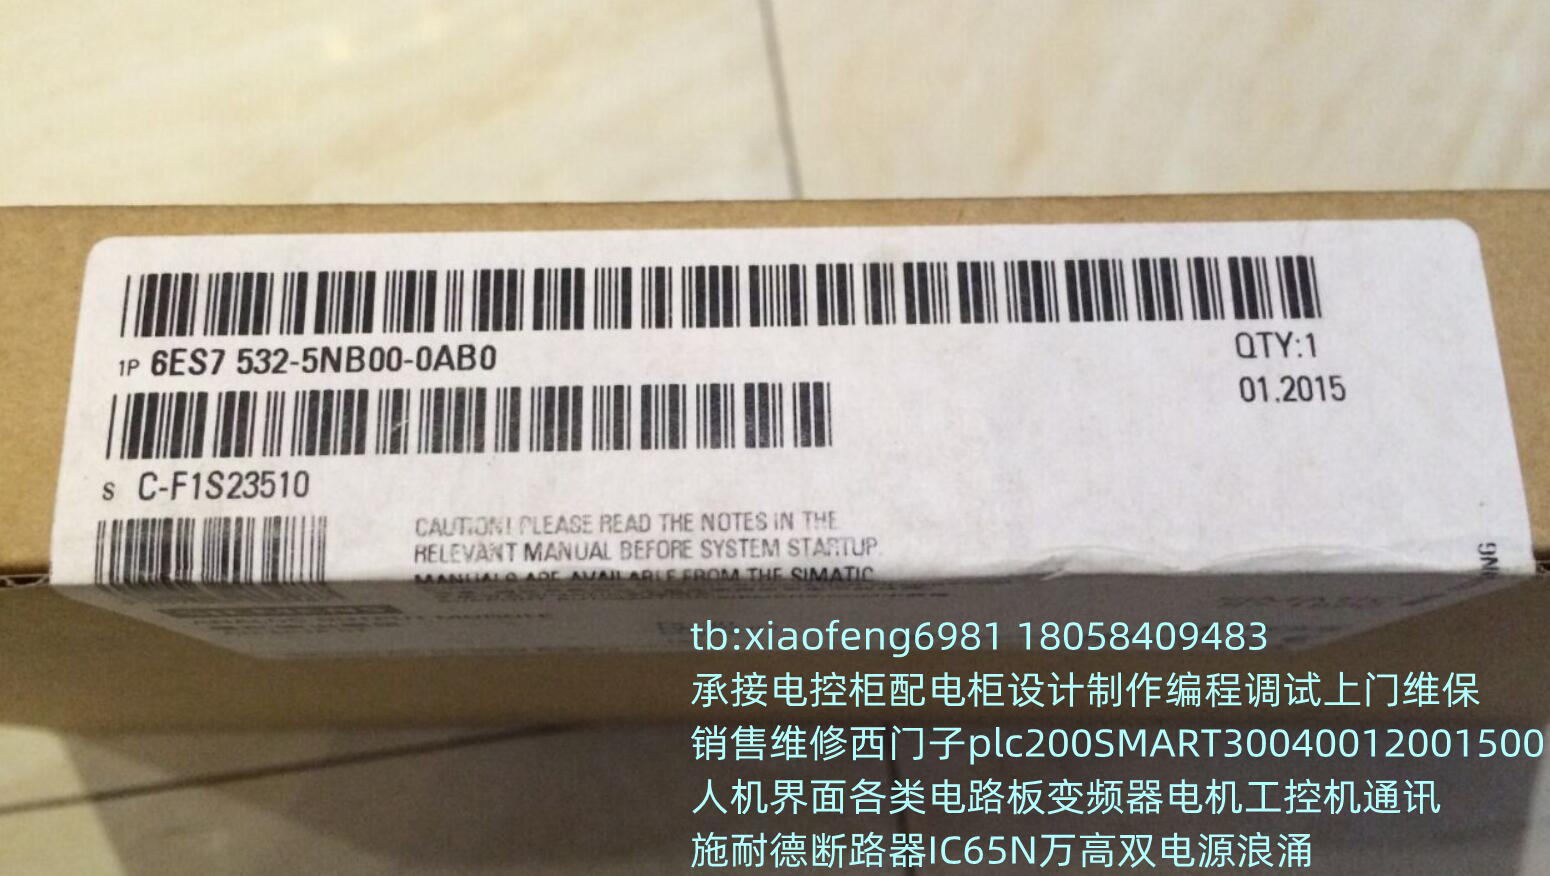 1P 6ES7 532-5NB00-0AB0
QTY:1
01.2015
S C-F1S23510
CAUTION! PLEASE READ THE NOTES IN THE
RELEVANT MANUAL BEFORE SYSTEM STARTUP.
MANUALS ARE AVAILABLE FROM THE SIMATIC
tb:xiaofeng6981 18058409483
承接电控柜配电柜设计制作编程调试上门维保
销售维修西门子plc200SMART30040012001500
人机界面各类电路板变频器电机工控机通讯
施耐德断路器IC65N万高双电源浪涌